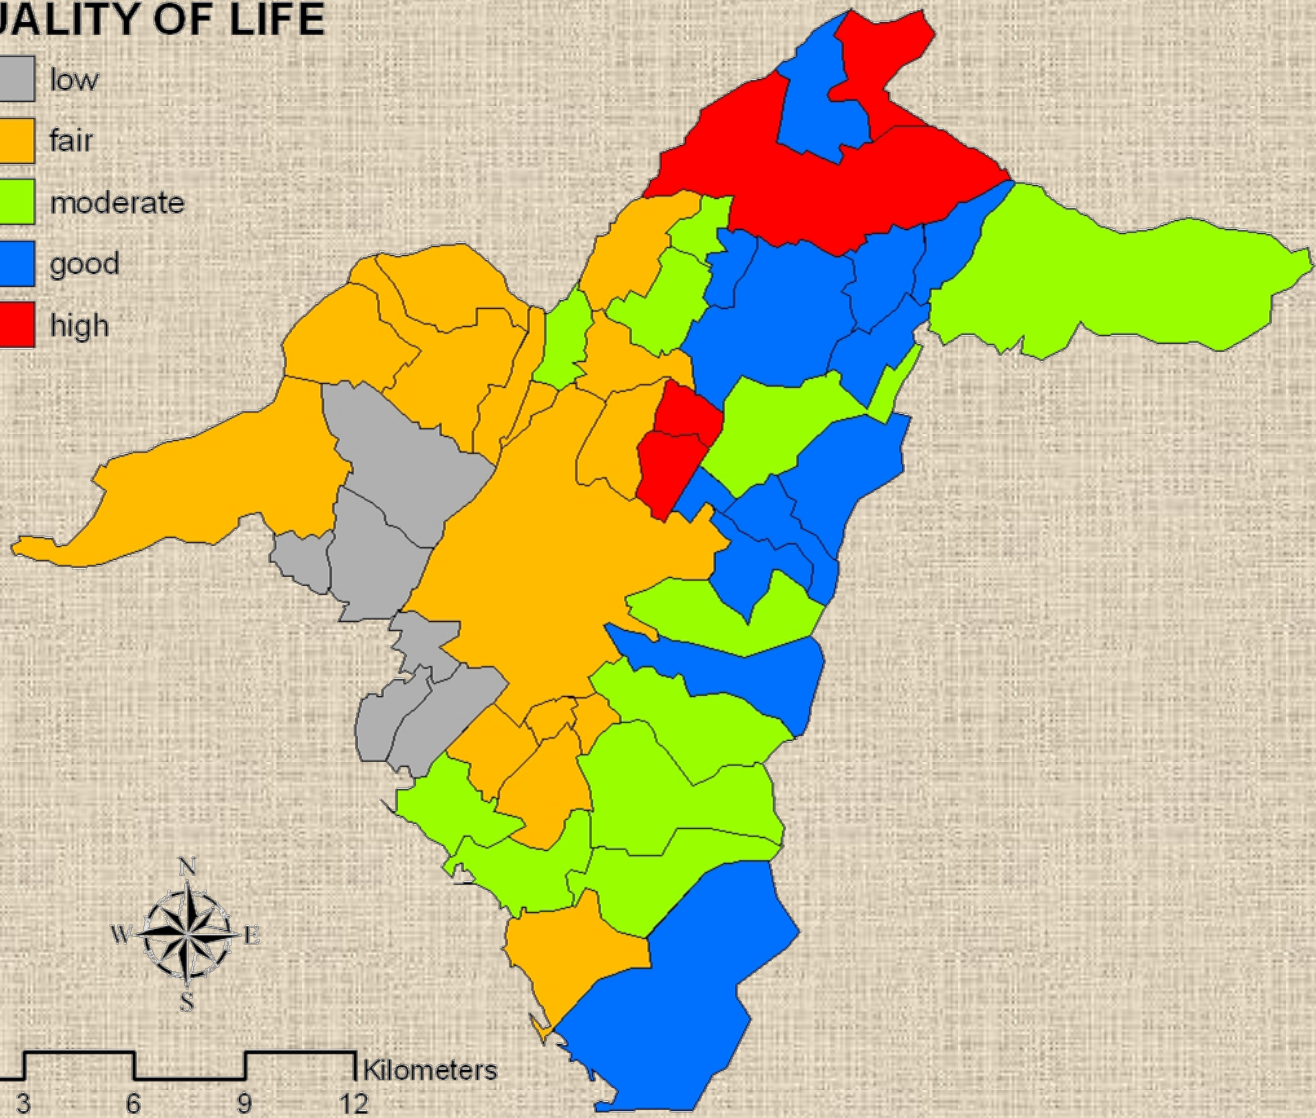 UALITY OF LIFE
low
fair
moderate
good
high
N
W E
S
Kilometers
3 6 9 12